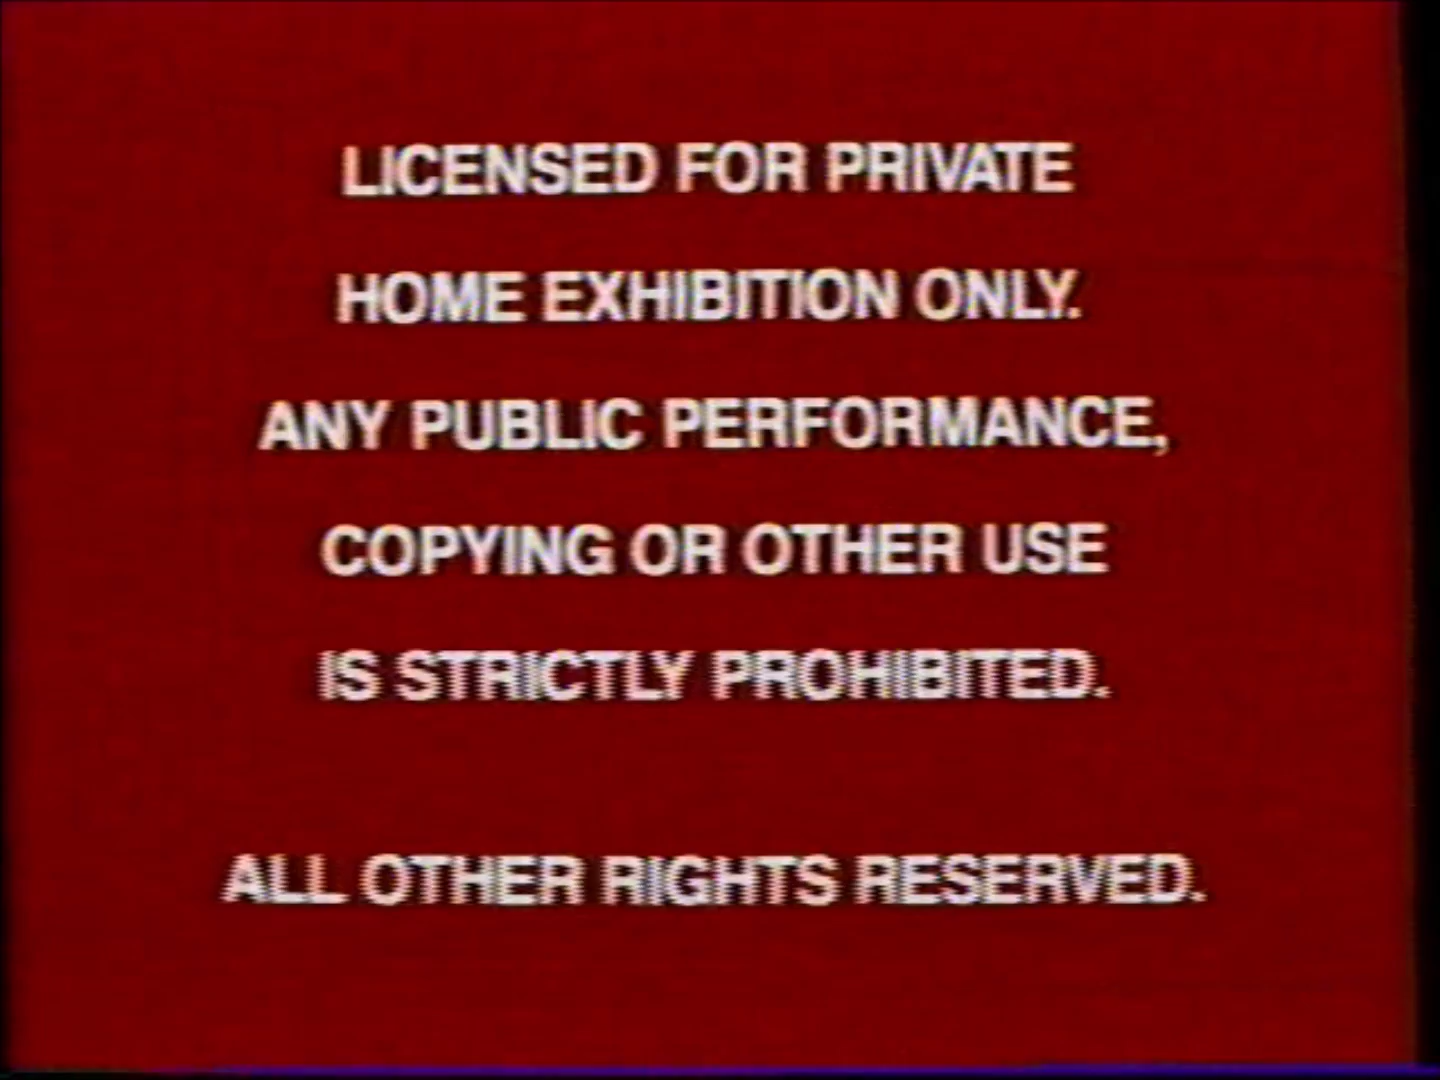 LICENSED FOR PRIVATE
HOME EXHIBITION ONLY.
ANY PUBLIC PERFORMANCE,
COPYING OR OTHER USE
IS STRICTLY PROHIBITED.
ALL OTHER RIGHTS RESERVED.